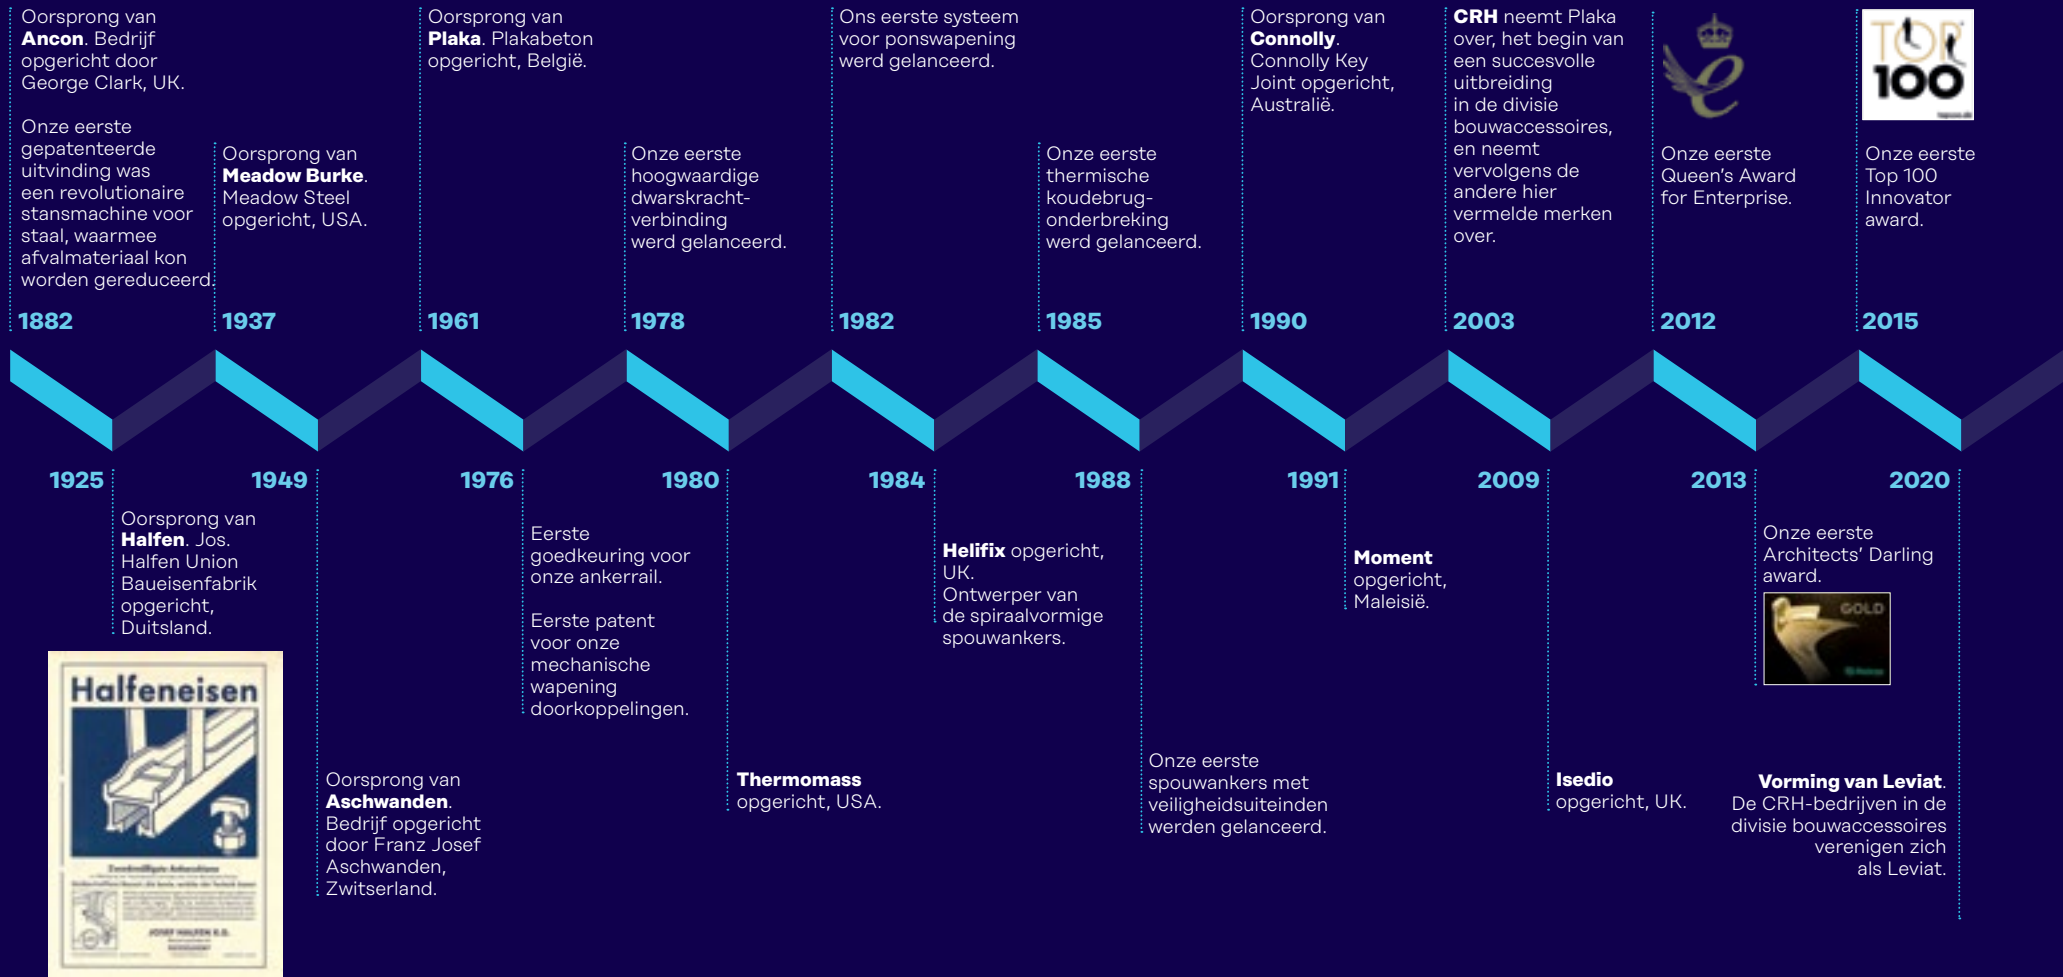 Oorsprong van
Ancon. Bedrijf
opgericht door
George Clark, UK.
Onze eerste
gepatenteerde
uitvinding was
een revolutionaire
stansmachine voor
staal, waarmee
afvalmateriaal kon
worden gereduceerd.
1882
Oorsprong van
Meadow Burke.
Meadow Steel
opgericht, USA.
1937
Oorsprong van
Plaka. Plakabeton
opgericht, België.
1961
Onze eerste
hoogwaardige
dwarskracht-
verbinding
werd gelanceerd.
1978
Ons eerste systeem
voor ponswapening
werd gelanceerd.
1982
Onze eerste
thermische
koudebrug-
onderbreking
werd gelanceerd.
1985
Oorsprong van
Connolly.
Connolly Key
Joint opgericht,
Australië.
1990
CRH neemt Plaka
over, het begin van
een succesvolle
uitbreiding
in de divisie
bouwaccessoires,
en neemt
vervolgens de
andere hier
vermelde merken
over.
2003
Onze eerste
Queen's Award
for Enterprise.
2012
TOP
100
Onze eerste
Top 100
Innovator
award.
2015
1925
Oorsprong van
Halfen. Jos.
Halfen Union
Baueisenfabrik
opgericht,
Duitsland.
Halfeneisen
JOSEF HALFEN K.G.
1949
Oorsprong van
Aschwanden.
Bedrijf opgericht
door Franz Josef
Aschwanden,
Zwitserland.
1976
Eerste
goedkeuring voor
onze ankerrail.
Eerste patent
voor onze
mechanische
wapening
doorkoppelingen.
1980
Thermomass
opgericht, USA.
1984
Helifix opgericht,
UK.
Ontwerper van
de spiraalvormige
spouwankers.
1988
Onze eerste
spouwankers met
veiligheidsuiteinden
werden gelanceerd.
1991
Moment
opgericht,
Maleisië.
2009
Isedio
opgericht, UK.
2013
Onze eerste
Architects' Darling
award.
GOLD
2020
Vorming van Leviat.
De CRH-bedrijven in de
divisie bouwaccessoires
verenigen zich
als Leviat.